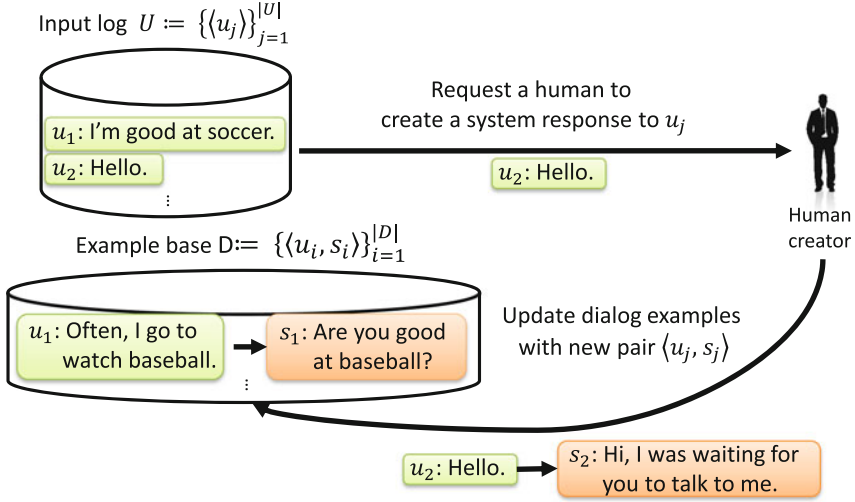 Input log U ≔ {⟨u_j⟩}_{j=1}^{|U|}
u_1: I'm good at soccer.
u_2: Hello.
⋮
Request a human to
create a system response to u_j
u_2: Hello.
Human
creator
Example base D≔ {⟨u_i, s_i⟩}_{i=1}^{|D|}
u_1: Often, I go to
watch baseball.
s_1: Are you good
at baseball?
⋮
Update dialog examples
with new pair ⟨u_j, s_j⟩
u_2: Hello.
s_2: Hi, I was waiting for
you to talk to me.